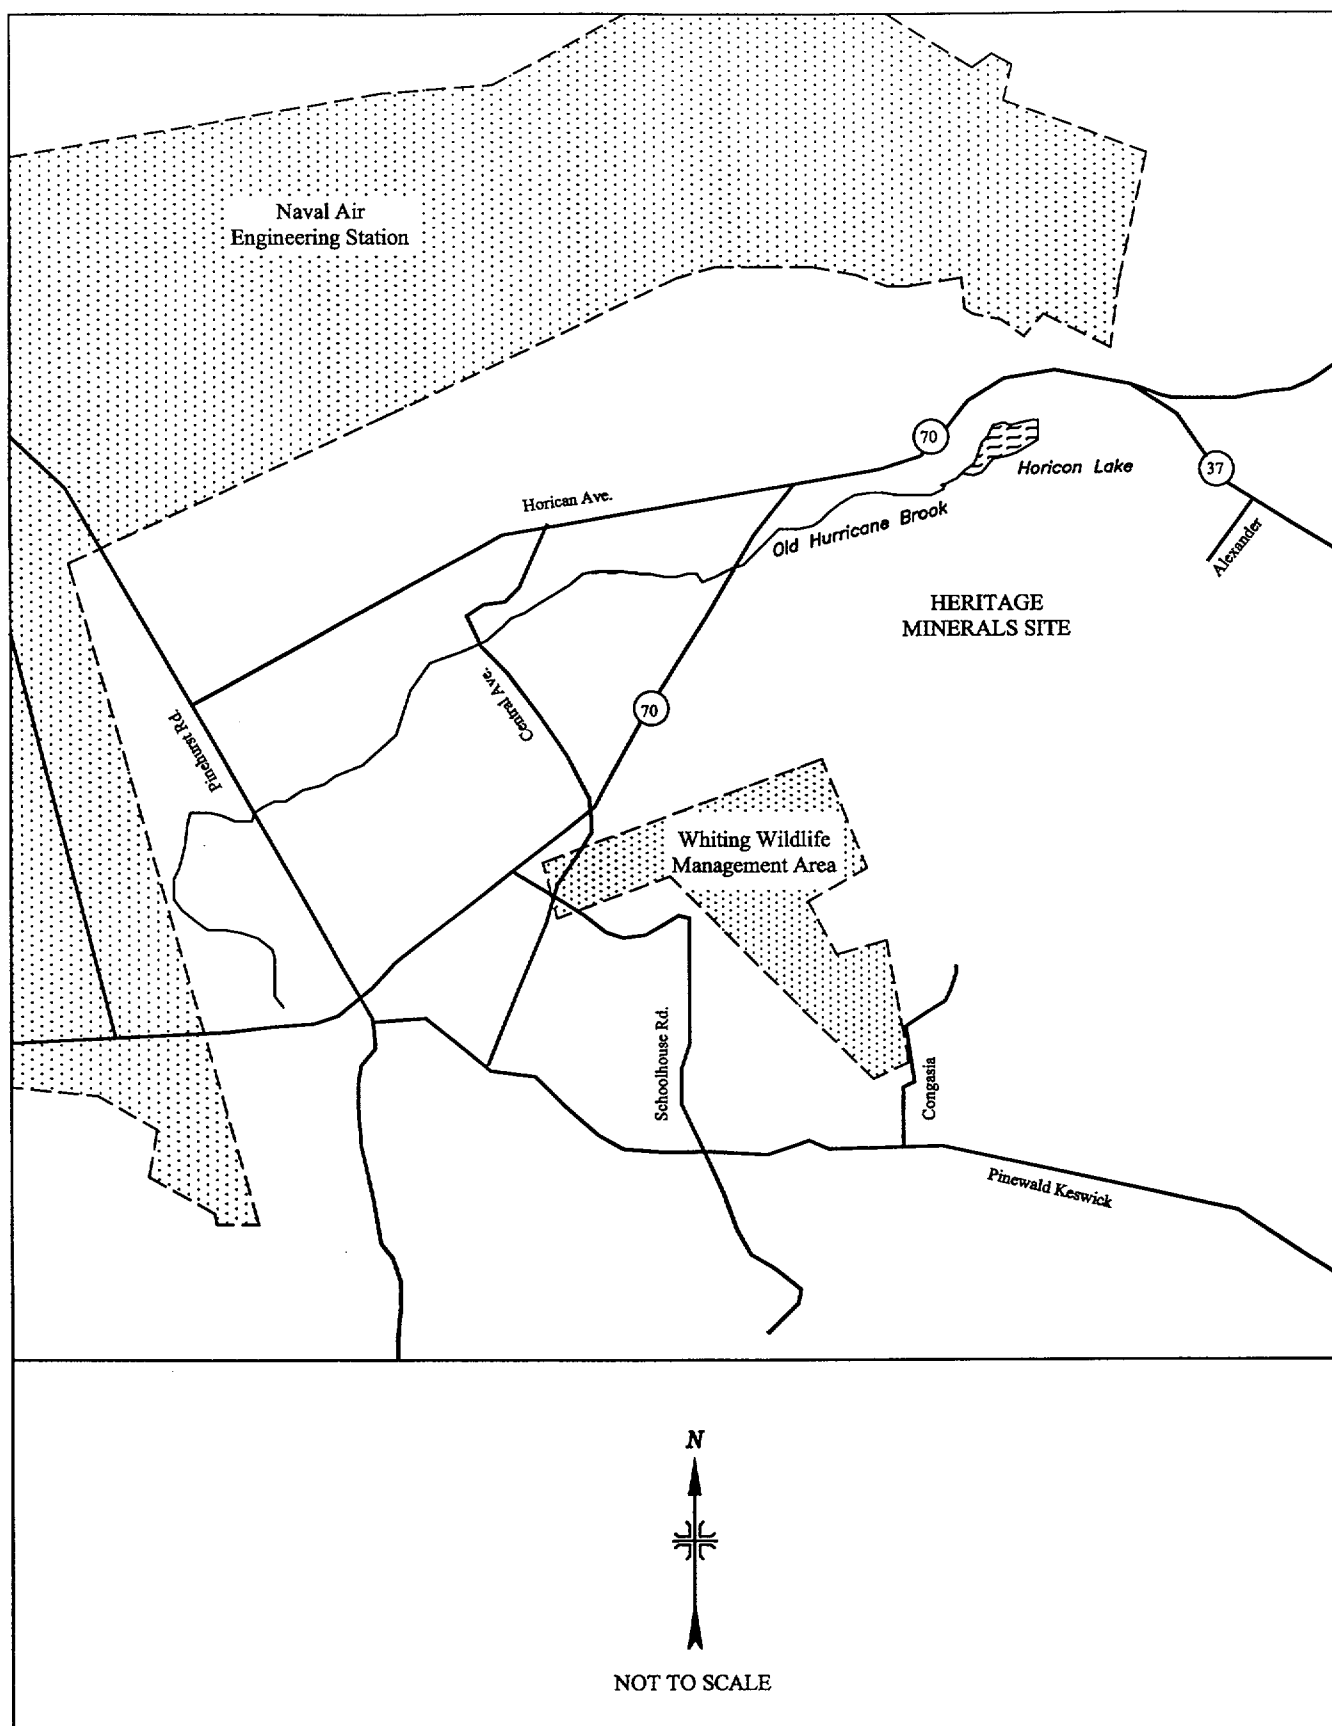 Naval Air
Engineering Station
70
Horicon Lake
37
Horican Ave.
Old Hurricane Brook
Alexander
HERITAGE
MINERALS SITE
Central Ave.
70
Pinehurst Rd.
Whiting Wildlife
Management Area
Schoolhouse Rd.
Congasia
Pinewald Keswick
N
NOT TO SCALE